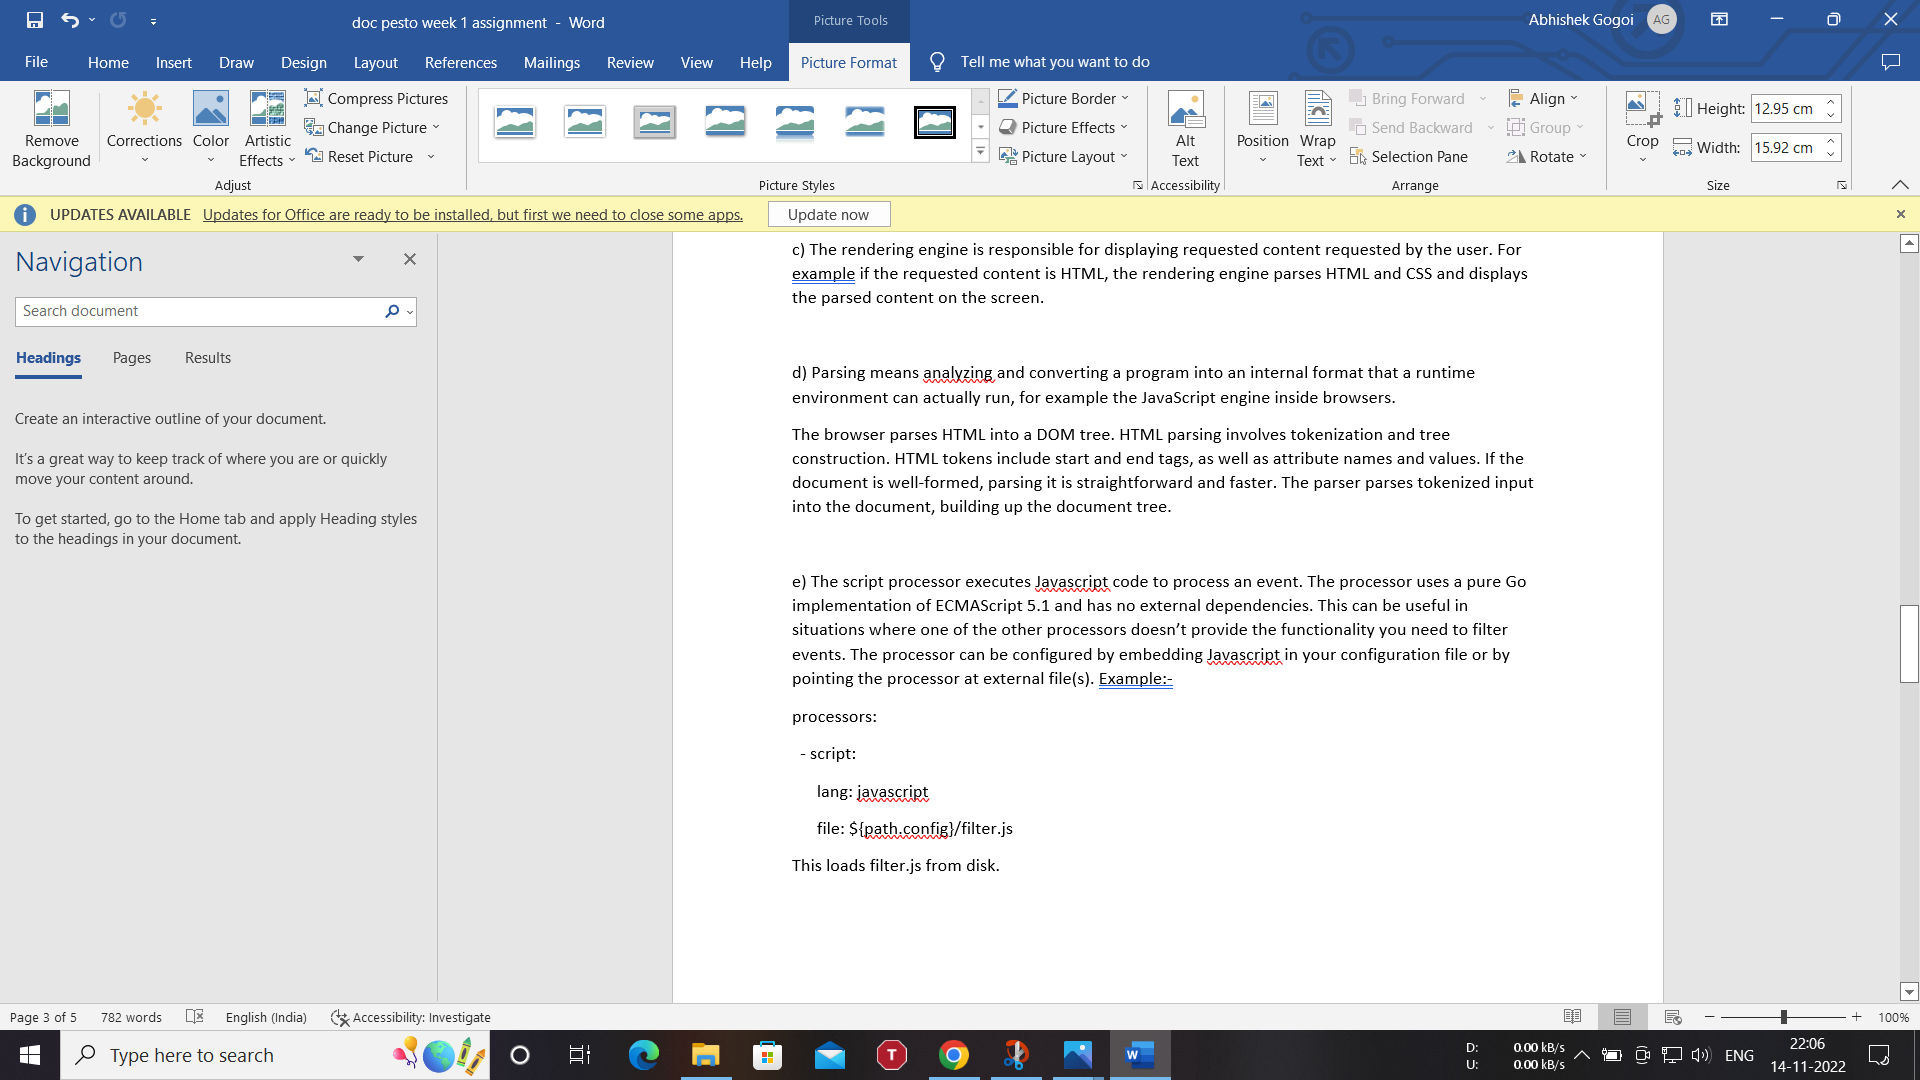 doc pesto week 1 assignment - Word
Picture Tools
Abhishek Gogoi AG
File Home Insert Draw Design Layout References Mailings Review View Help Picture Format Tell me what you want to do
Remove Background
Corrections
Color
Artistic Effects
Compress Pictures
Change Picture
Reset Picture
Adjust
Picture Styles
Picture Border
Picture Effects
Picture Layout
Alt Text
Accessibility
Position
Wrap Text
Bring Forward
Send Backward
Selection Pane
Align
Group
Rotate
Arrange
Crop
Height: 12.95 cm
Width: 15.92 cm
Size
UPDATES AVAILABLE Updates for Office are ready to be installed, but first we need to close some apps. Update now
Navigation
Search document
Headings Pages Results
Create an interactive outline of your document.
It's a great way to keep track of where you are or quickly
move your content around.
To get started, go to the Home tab and apply Heading styles
to the headings in your document.
c) The rendering engine is responsible for displaying requested content requested by the user. For
example if the requested content is HTML, the rendering engine parses HTML and CSS and displays
the parsed content on the screen.
d) Parsing means analyzing and converting a program into an internal format that a runtime
environment can actually run, for example the JavaScript engine inside browsers.
The browser parses HTML into a DOM tree. HTML parsing involves tokenization and tree
construction. HTML tokens include start and end tags, as well as attribute names and values. If the
document is well-formed, parsing it is straightforward and faster. The parser parses tokenized input
into the document, building up the document tree.
e) The script processor executes Javascript code to process an event. The processor uses a pure Go
implementation of ECMAScript 5.1 and has no external dependencies. This can be useful in
situations where one of the other processors doesn’t provide the functionality you need to filter
events. The processor can be configured by embedding Javascript in your configuration file or by
pointing the processor at external file(s). Example:-
processors:
- script:
lang: javascript
file: ${path.config}/filter.js
This loads filter.js from disk.
Page 3 of 5 782 words English (India) Accessibility: Investigate 100%
Type here to search
T
W
D: 0.00 kB/s
U: 0.00 kB/s
ENG
22:06
14-11-2022